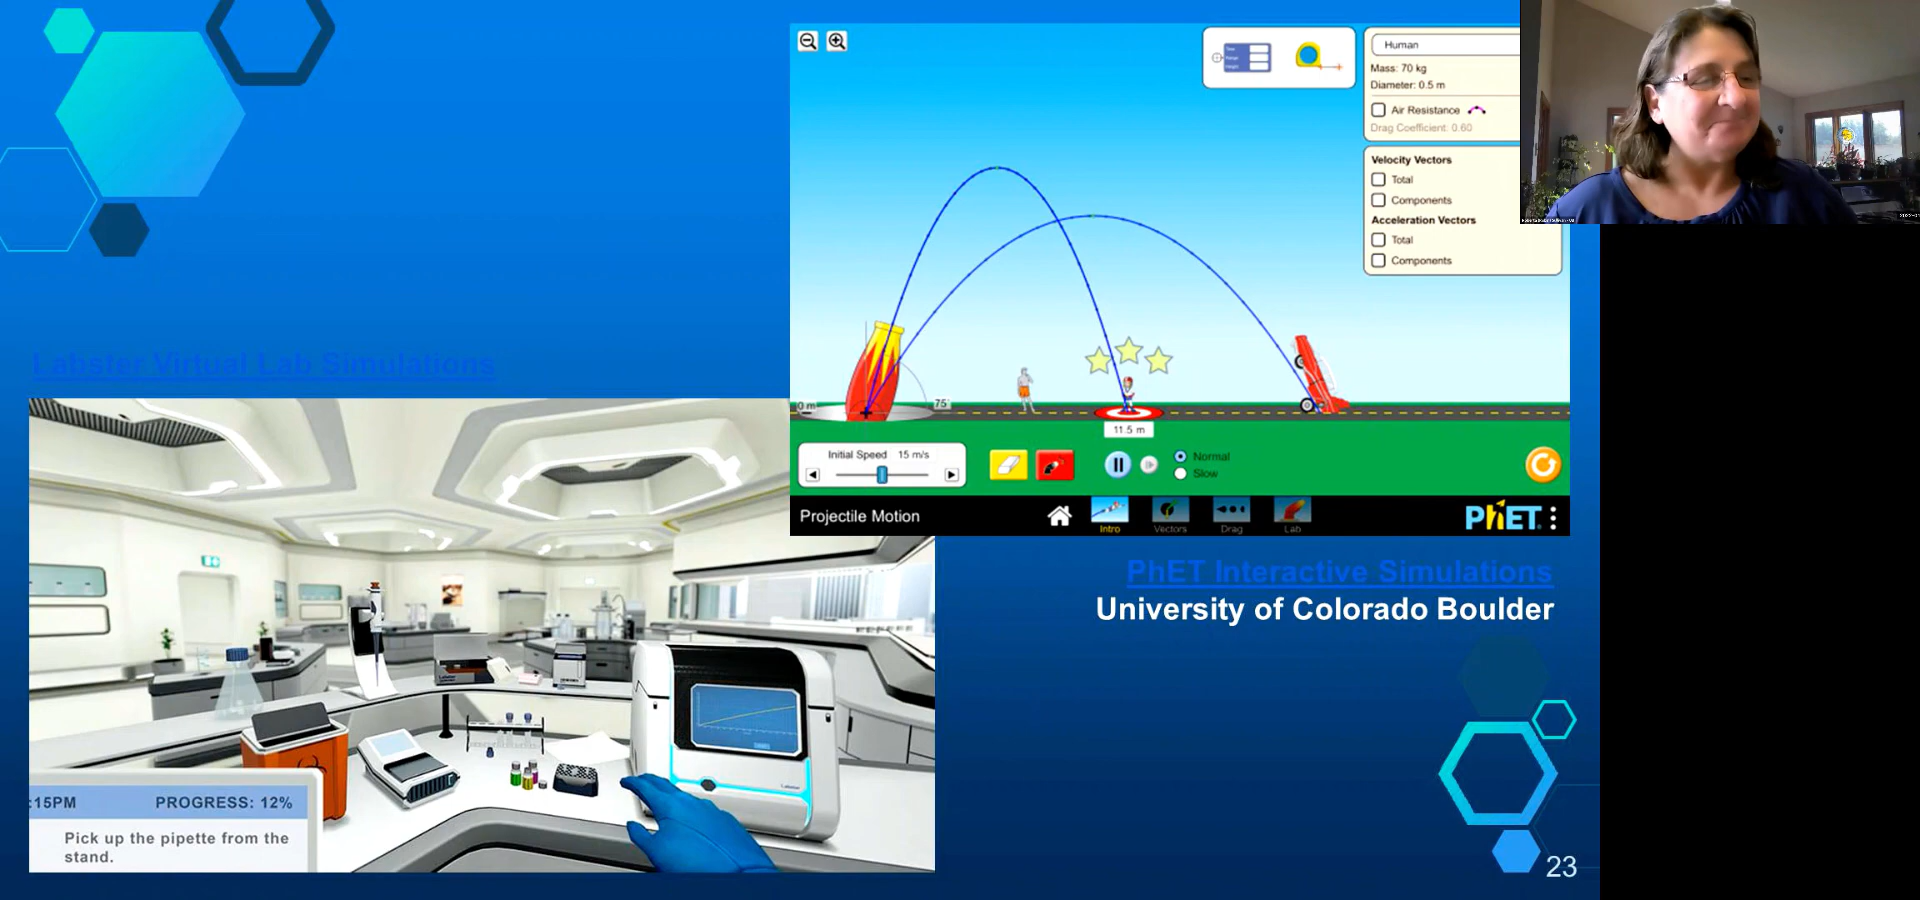 Labster Virtual Lab Simulations
:15PM
PROGRESS: 12%
Pick up the pipette from the
stand.
Human
Mass: 70 kg
Diameter: 0.5 m
Air Resistance
Drag Coefficient: 0.60
Velocity Vectors
Total
Components
Acceleration Vectors
Total
Components
0 m
75°
11.5 m
Initial Speed 15 m/s
Normal
Slow
Projectile Motion
Intro
Vectors
Drag
Lab
PhET
PhET Interactive Simulations
University of Colorado Boulder
23